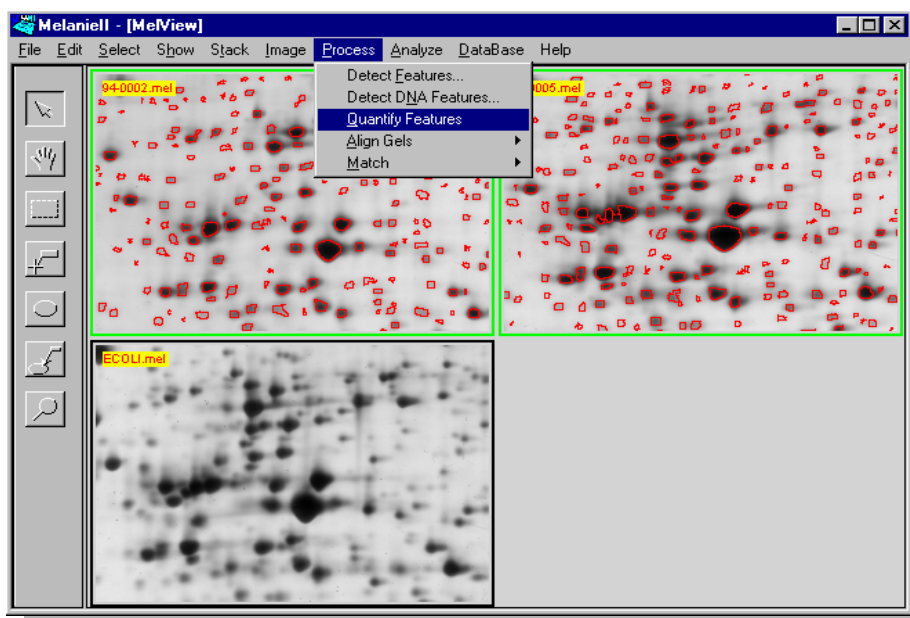 MelanieII - [MelView]
File Edit Select Show Stack Image Process Analyze DataBase Help
Detect Features...
Detect DNA Features...
Quantify Features
Align Gels
Match
94-0002.mel
005.mel
ECOLI.mel